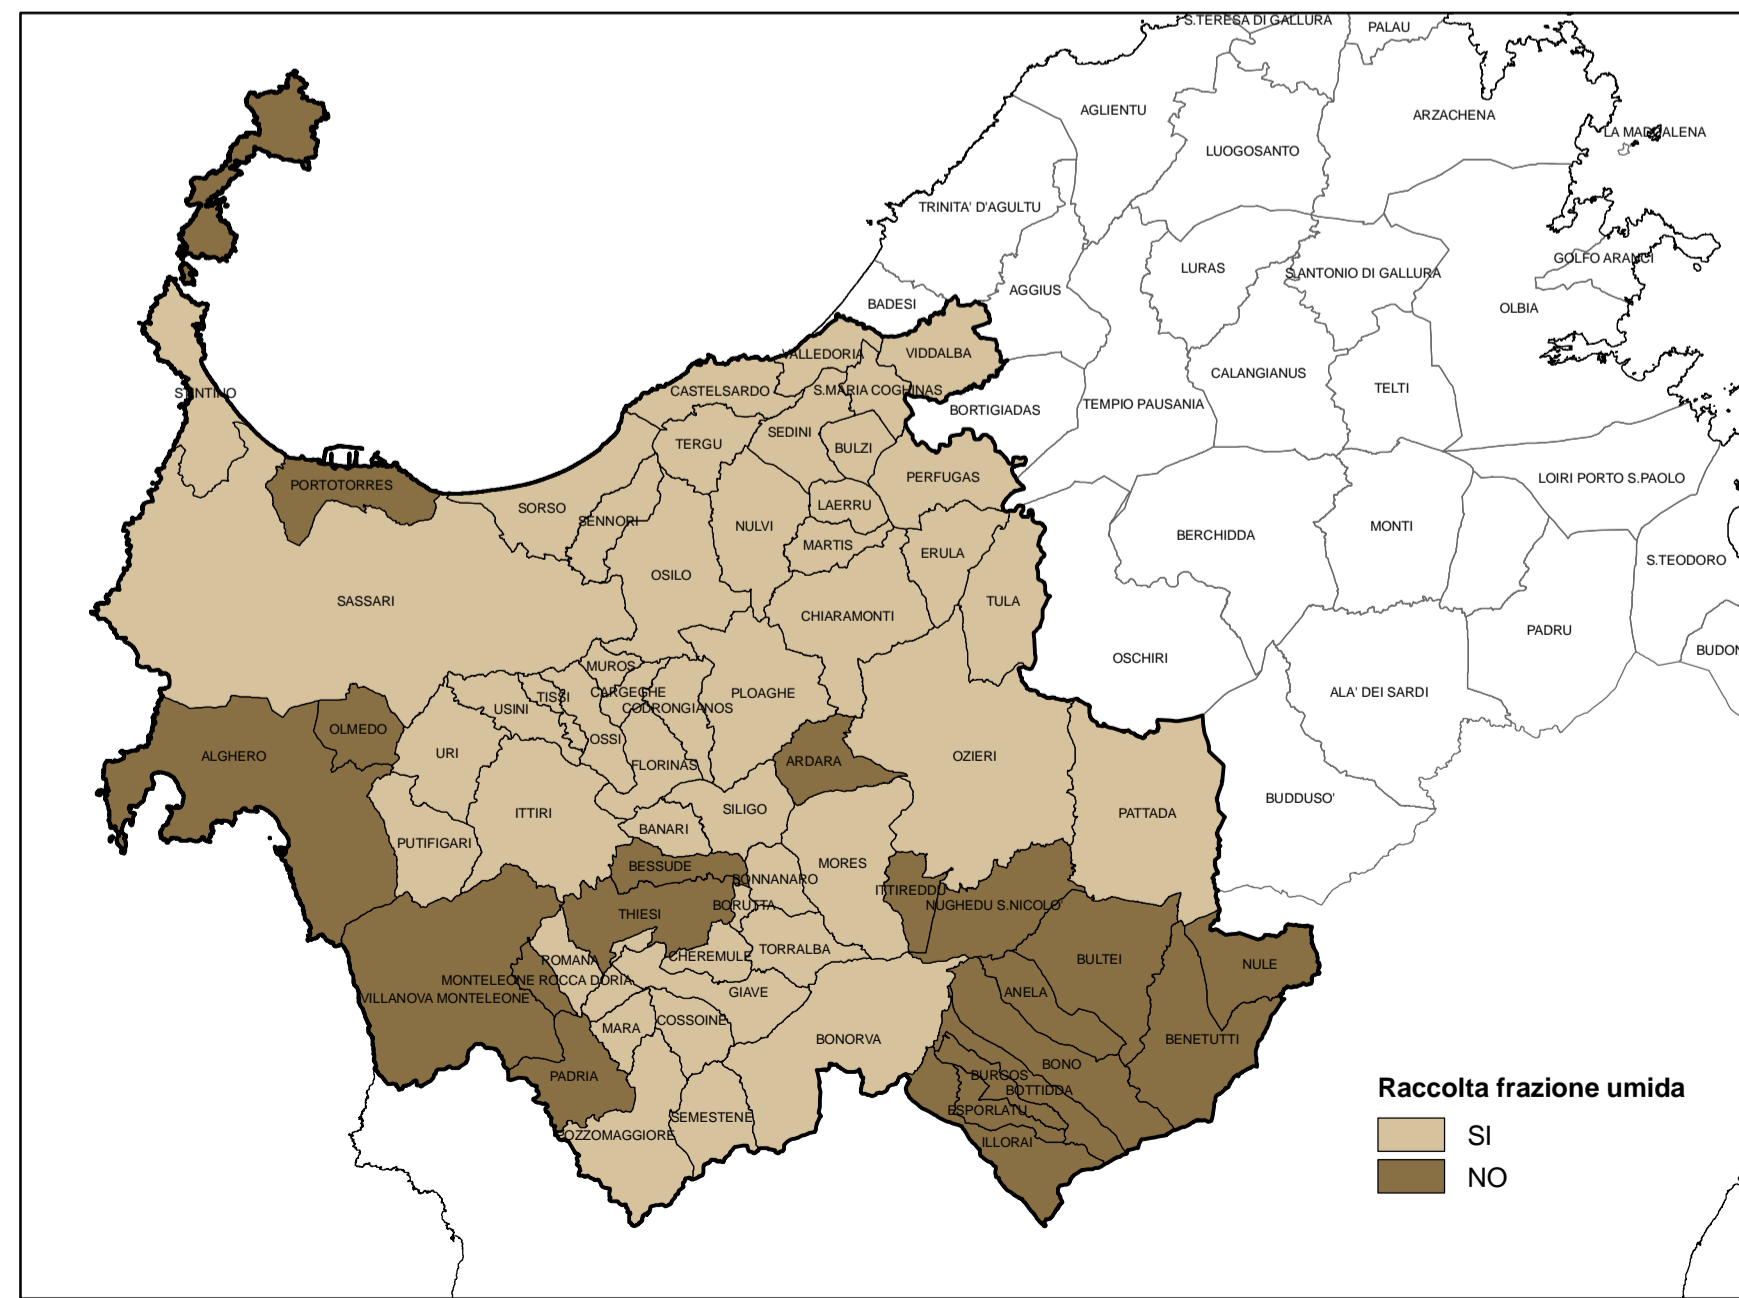 S.TERESA DI GALLURA
PALAU
AGLIENTU
ARZACHENA
LA MADDALENA
LUOGOSANTO
TRINITA' D'AGULTU
GOLFO ARANCI
LURAS
S.ANTONIO DI GALLURA
AGGIUS
BADESI
OLBIA
VALLEDORIA
VIDDALBA
CALANGIANUS
TELTI
STINTINO
CASTELSARDO
S.MARIA COGHINAS
TEMPIO PAUSANIA
BORTIGIADAS
SEDINI
TERGU
BULZI
PERFUGAS
LOIRI PORTO S.PAOLO
PORTOTORRES
LAERRU
SORSO
SENNORI
NULVI
MONTI
BERCHIDDA
MARTIS
ERULA
S.TEODORO
OSILO
SASSARI
TULA
CHIARAMONTI
PADRU
BUDON
OSCHIRI
MUROS
CARGEGHE
PLOAGHE
ALA' DEI SARDI
TISSI
USINI
CODRONGIANOS
OLMEDO
OSSI
URI
ALGHERO
OZIERI
ARDARA
FLORINAS
BUDDUSO'
SILIGO
ITTIRI
PATTADA
BANARI
PUTIFIGARI
BESSUDE
MORES
BONNANARO
ITTIREDDU
BORUTTA
NUGHEDU S.NICOLO'
THIESI
TORRALBA
CHEREMULE
ROMANA
BULTEI
NULE
MONTELEONE ROCCA DORIA
GIAVE
ANELA
VILLANOVA MONTELEONE
COSSOINE
MARA
BONORVA
BENETUTTI
BONO
PADRIA
BURGOS
BOTTIDDA
ESPORLATU
SEMESTENE
POZZOMAGGIORE
ILLORAI
Raccolta frazione umida
SI
NO